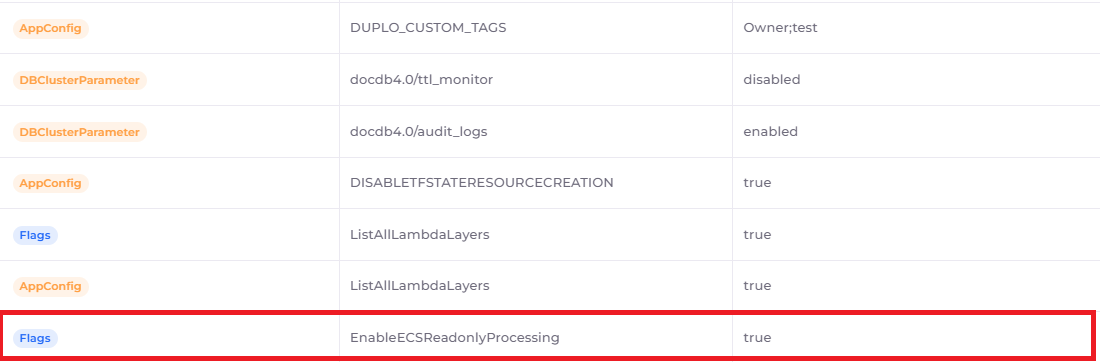 AppConfig DUPLO_CUSTOM_TAGS Owner;test
DBClusterParameter docdb4.0/ttl_monitor disabled
DBClusterParameter docdb4.0/audit_logs enabled
AppConfig DISABLETFSTATERESOURCECREATION true
Flags ListAllLambdaLayers true
AppConfig ListAllLambdaLayers true
Flags EnableECSReadonlyProcessing true